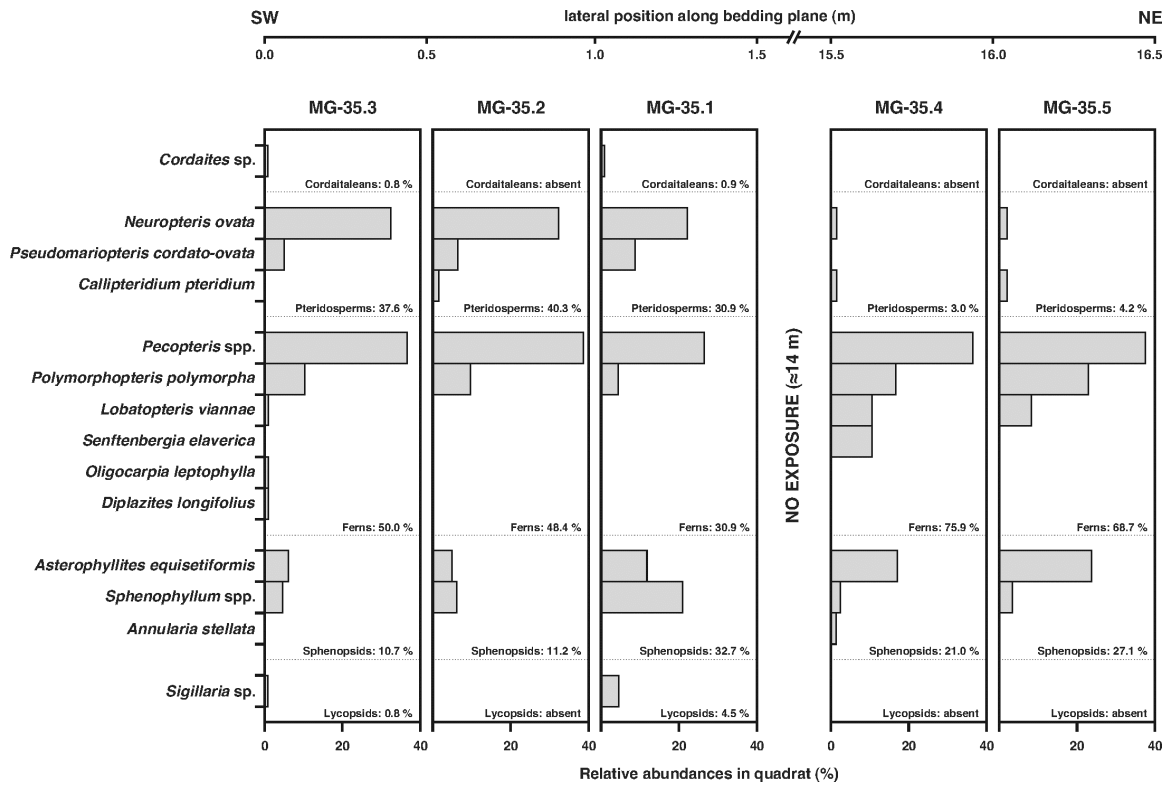 SW lateral position along bedding plane (m) NE
0.0 0.5 1.0 1.5 15.5 16.0 16.5
MG-35.3 MG-35.2 MG-35.1 MG-35.4 MG-35.5
Cordaites sp.
Cordaitaleans: 0.8 % Cordaitaleans: absent Cordaitaleans: 0.9 % Cordaitaleans: absent Cordaitaleans: absent
Neuropteris ovata
Pseudomariopteris cordato-ovata
Callipteridium pteridium
Pteridosperms: 37.6 % Pteridosperms: 40.3 % Pteridosperms: 30.9 % Pteridosperms: 3.0 % Pteridosperms: 4.2 %
NO EXPOSURE (≈14 m)
Pecopteris spp.
Polymorphopteris polymorpha
Lobatopteris viannae
Senftenbergia elaverica
Oligocarpia leptophylla
Diplazites longifolius
Ferns: 50.0 % Ferns: 48.4 % Ferns: 30.9 % Ferns: 75.9 % Ferns: 68.7 %
Asterophyllites equisetiformis
Sphenophyllum spp.
Annularia stellata
Sphenopsids: 10.7 % Sphenopsids: 11.2 % Sphenopsids: 32.7 % Sphenopsids: 21.0 % Sphenopsids: 27.1 %
Sigillaria sp.
Lycopsids: 0.8 % Lycopsids: absent Lycopsids: 4.5 % Lycopsids: absent Lycopsids: absent
0 20 40 0 20 40 0 20 40 0 20 40 0 20 40
Relative abundances in quadrat (%)